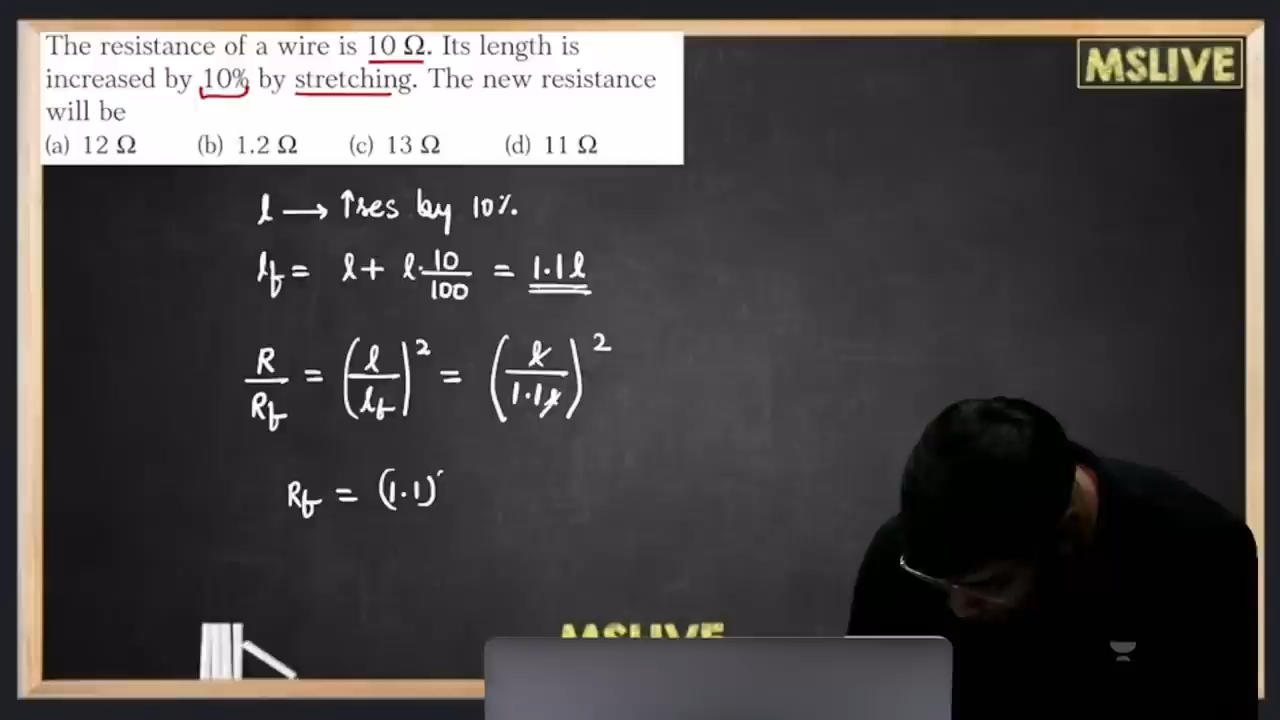 The resistance of a wire is 10 Ω. Its length is
increased by 10% by stretching. The new resistance
will be
(a) 12 Ω (b) 1.2 Ω (c) 13 Ω (d) 11 Ω
MSLIVE
l → ↑ses by 10%.
lf = l + l·10/100 = 1.1l
R/Rf = (l/lf)² = (l/1.1l)²
Rf = (1.1)
MSLIVE